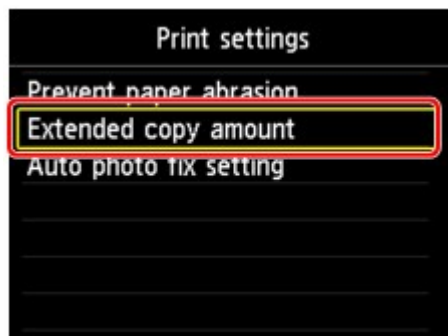 Print settings
Prevent paper abrasion
Extended copy amount
Auto photo fix setting